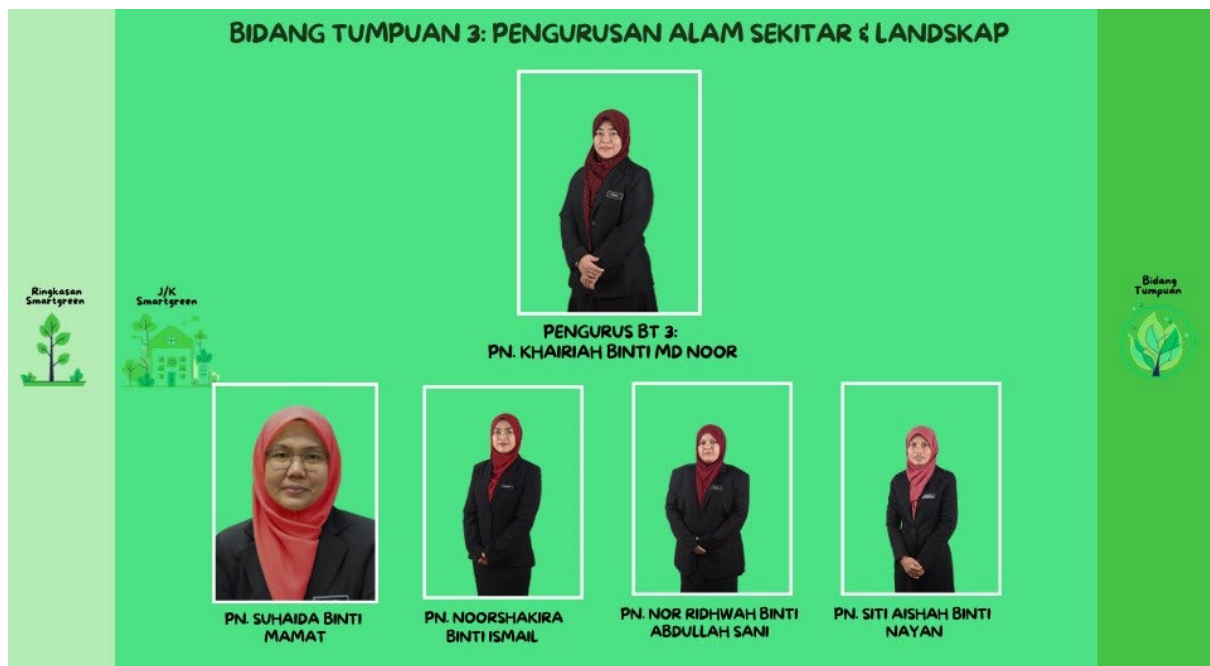 BIDANG TUMPUAN 3: PENGURUSAN ALAM SEKITAR & LANDSKAP
Ringkasan
Smartgreen
J/K
Smartgreen
Bidang
Tumpuan
PENGURUS BT 3:
PN. KHAIRIAH BINTI MD NOOR
PN. SUHAIDA BINTI
MAMAT
PN. NOORSHAKIRA
BINTI ISMAIL
PN. NOR RIDHWAH BINTI
ABDULLAH SANI
PN. SITI AISHAH BINTI
NAYAN